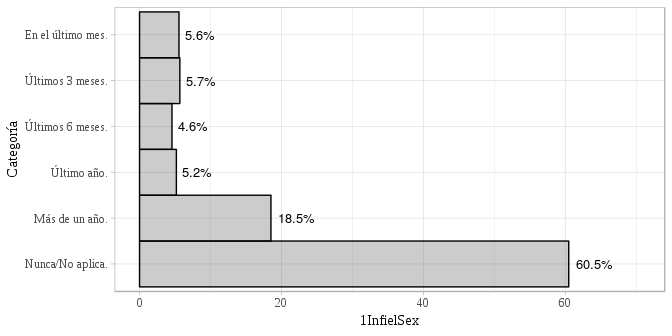 En el último mes.
5.6%
Últimos 3 meses.
5.7%
Últimos 6 meses.
4.6%
Último año.
5.2%
Más de un año.
18.5%
Nunca/No aplica.
60.5%
Categoría
0 20 40 60
1InfielSex